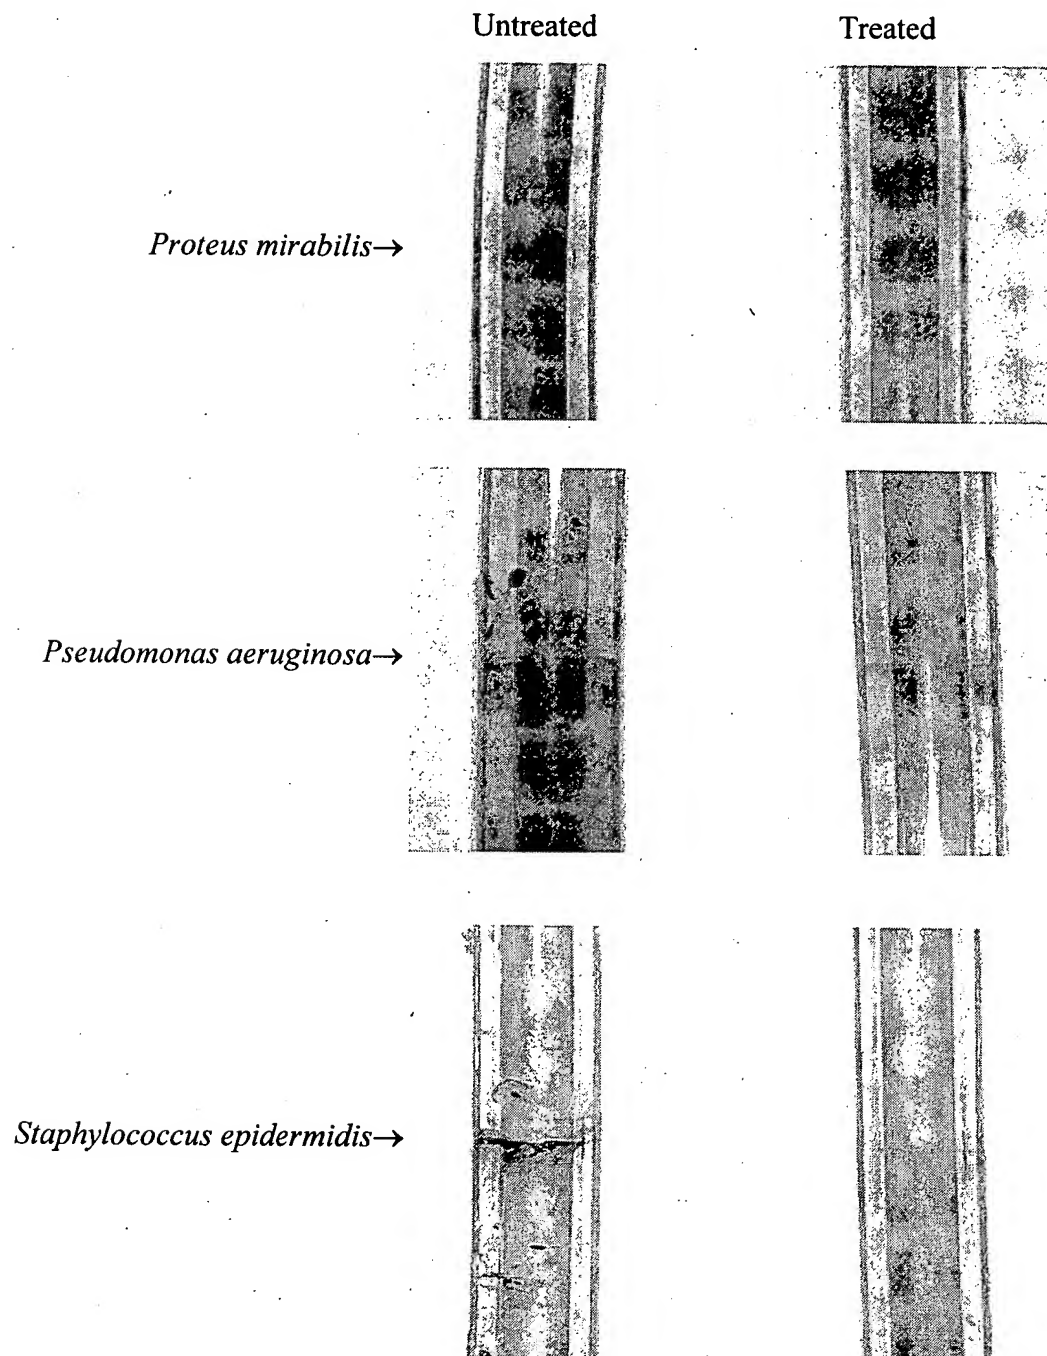 Untreated Treated
Proteus mirabilis→
Pseudomonas aeruginosa→
Staphylococcus epidermidis→